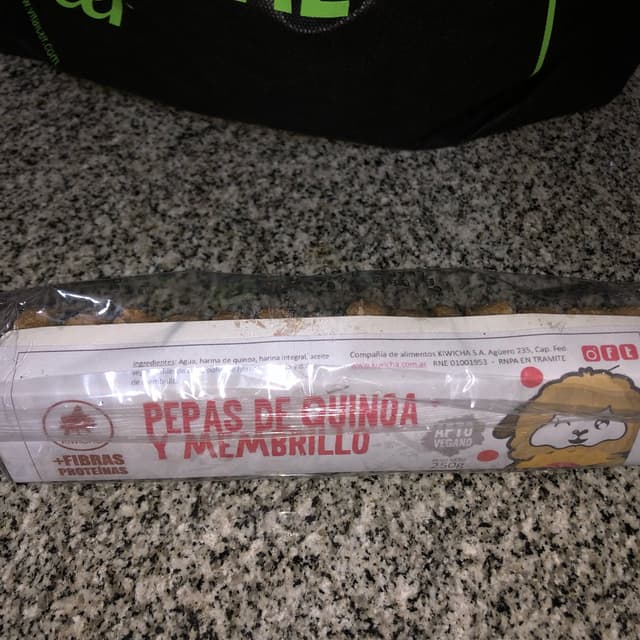 Ingredientes: Agua, harina de quinoa, harina integral, aceite
Compañia de alimentos KIWICHA S.A. Agüero 235, Cap. Fed
www.kiwicha.com.ar RNE 01001953 - RNPA EN TRAMITE
PEPAS DE QUINOA
Y MEMBRILLO
APTO
VEGANO
250g
+FIBRAS
+PROTEINAS